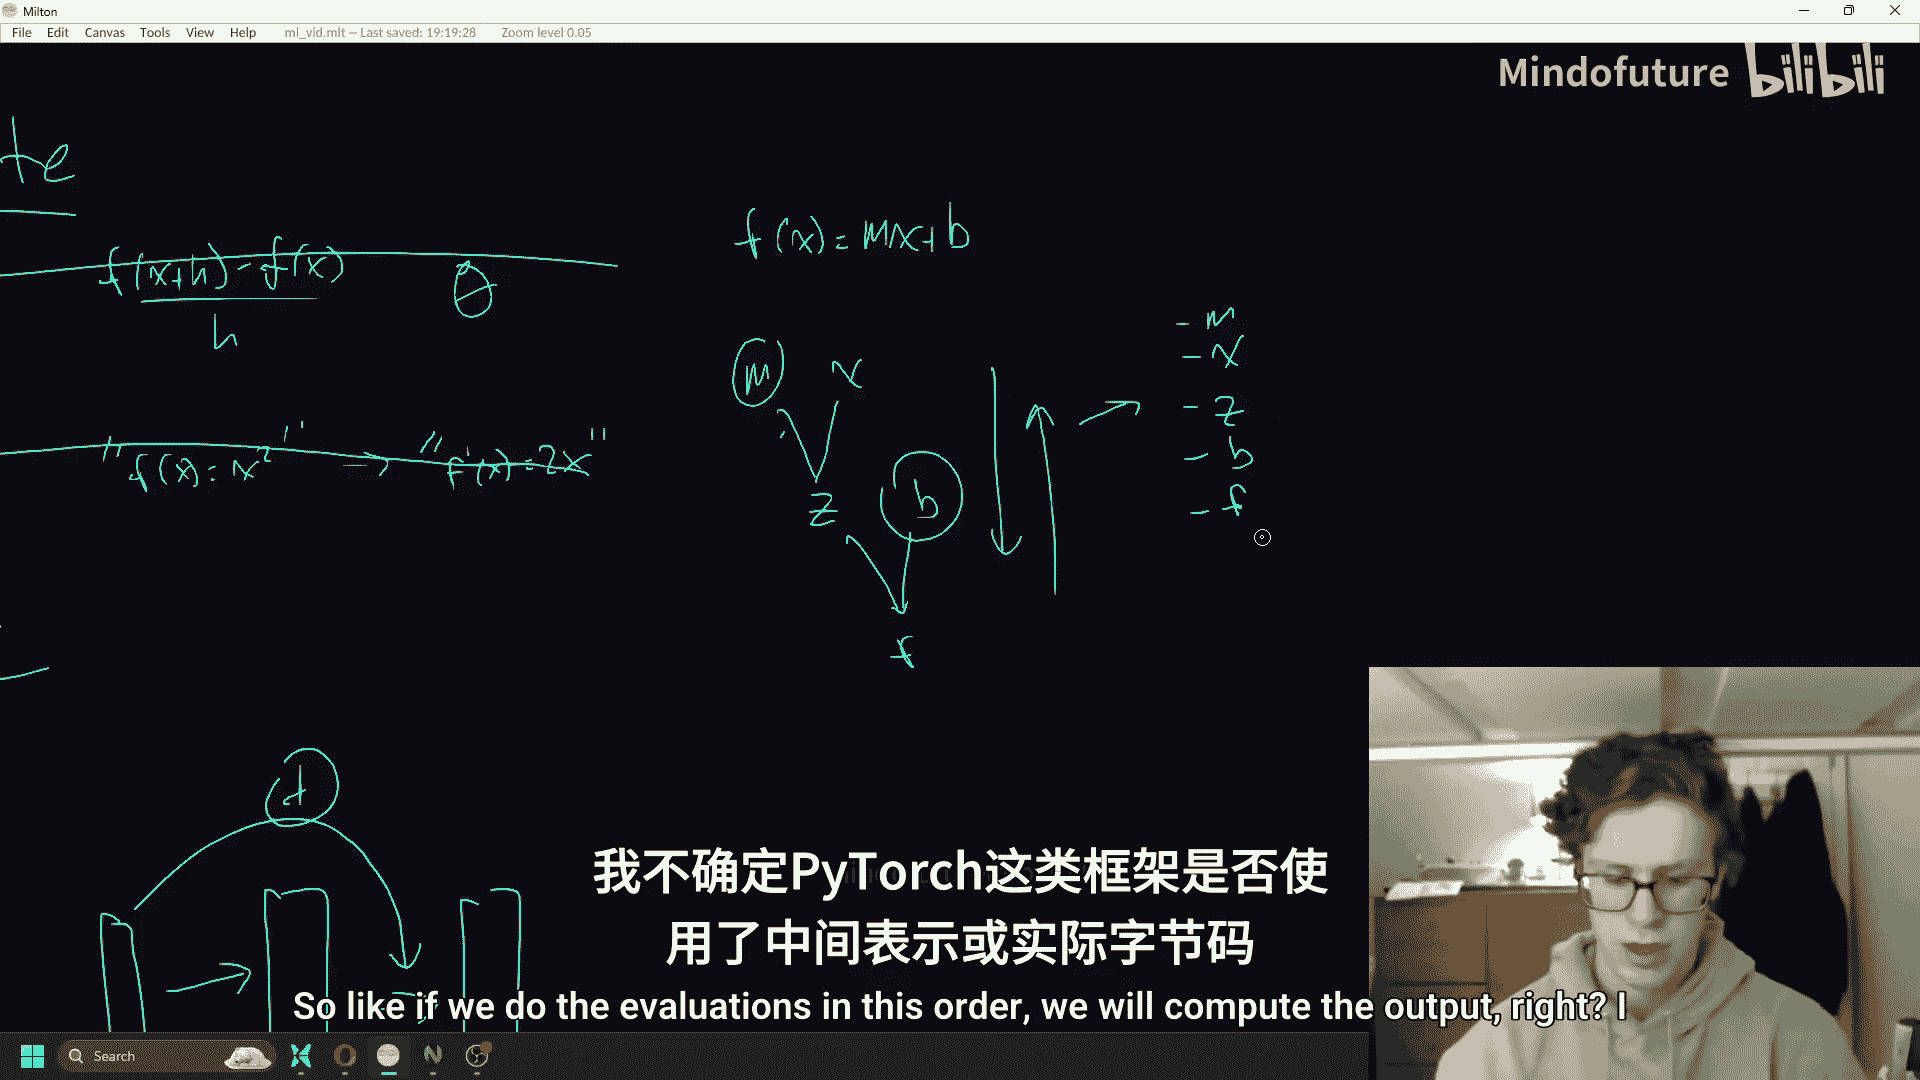 Milton
File Edit Canvas Tools View Help ml_vid.mlt — Last saved: 19:19:28 Zoom level 0.05
Mindofuture bilibili
te
f(x+h)-f(x)
h
θ
f(x)=mx+b
m x
z b
f
- m
- x
- z
- b
- f
"f(x)=x²" → "f'(x)=2x"
我不确定PyTorch这类框架是否使
用了中间表示或实际字节码
So like if we do the evaluations in this order, we will compute the output, right? I
Search